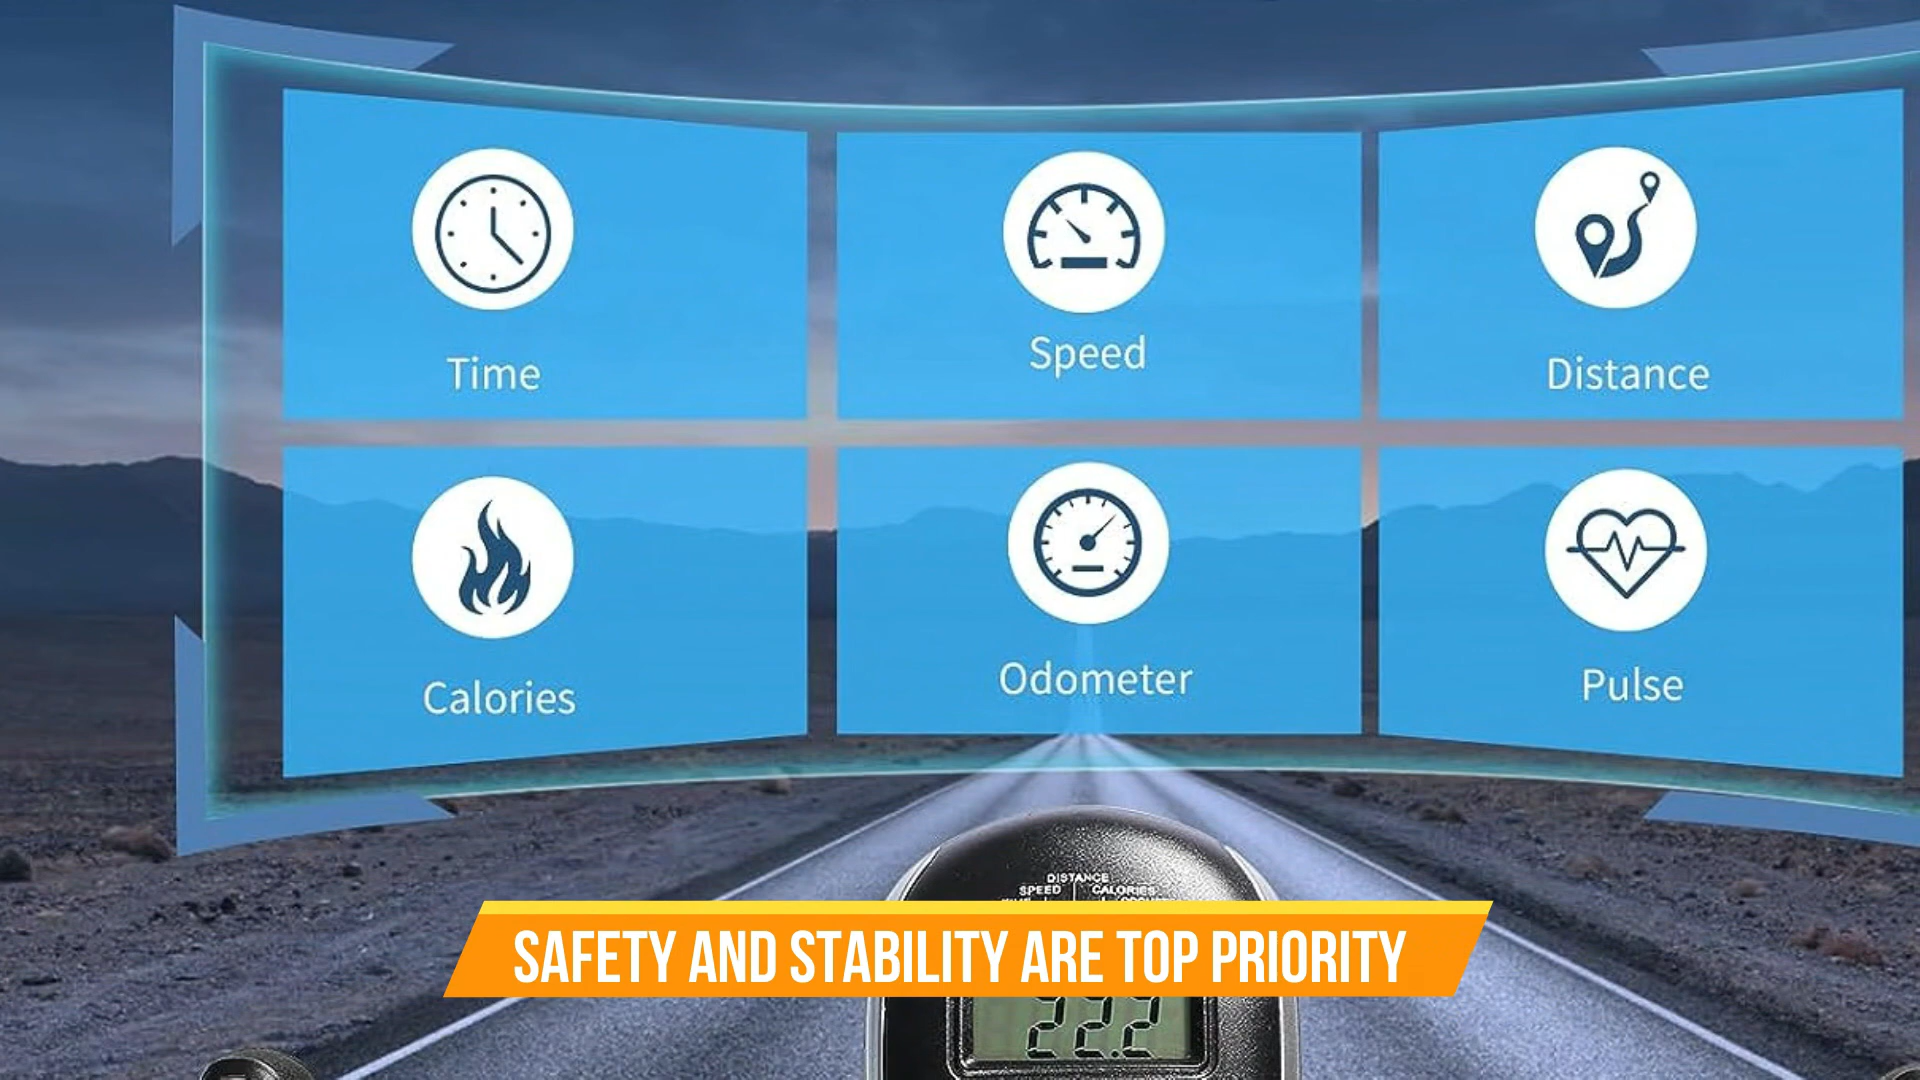 Time
Speed
Distance
Calories
Odometer
Pulse
DISTANCE
SPEED CALORIES
SAFETY AND STABILITY ARE TOP PRIORITY
22.2